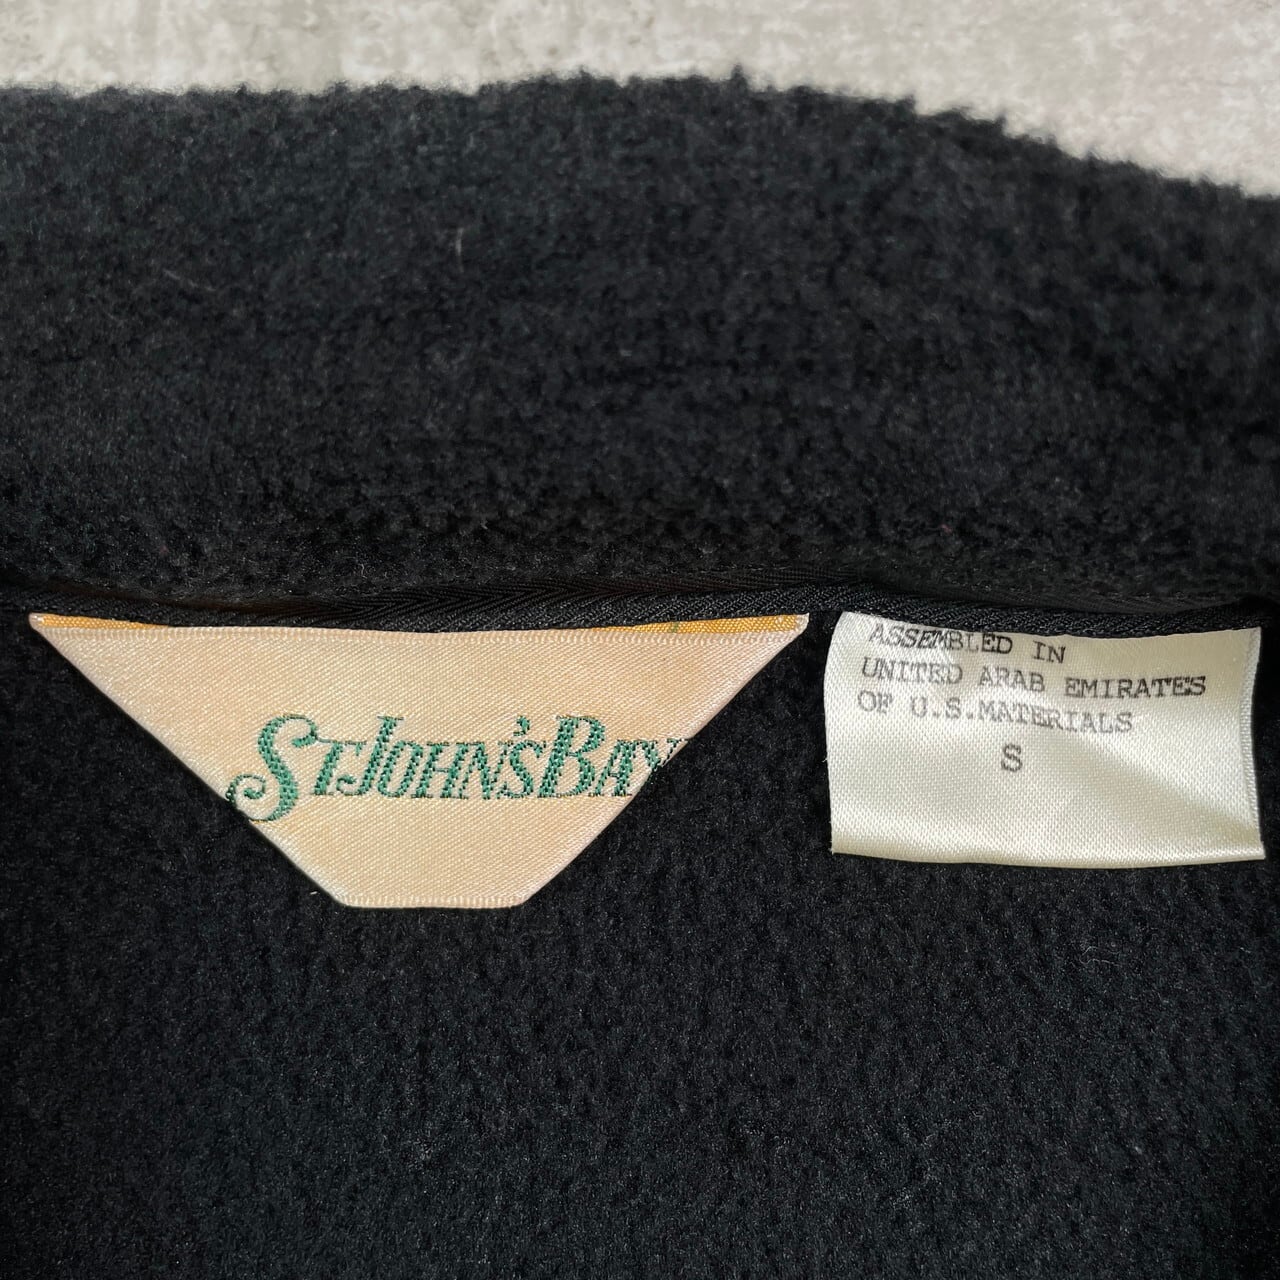 St.John's Bay
ASSEMBLED IN
UNITED ARAB EMIRATES
OF U.S.MATERIALS
S